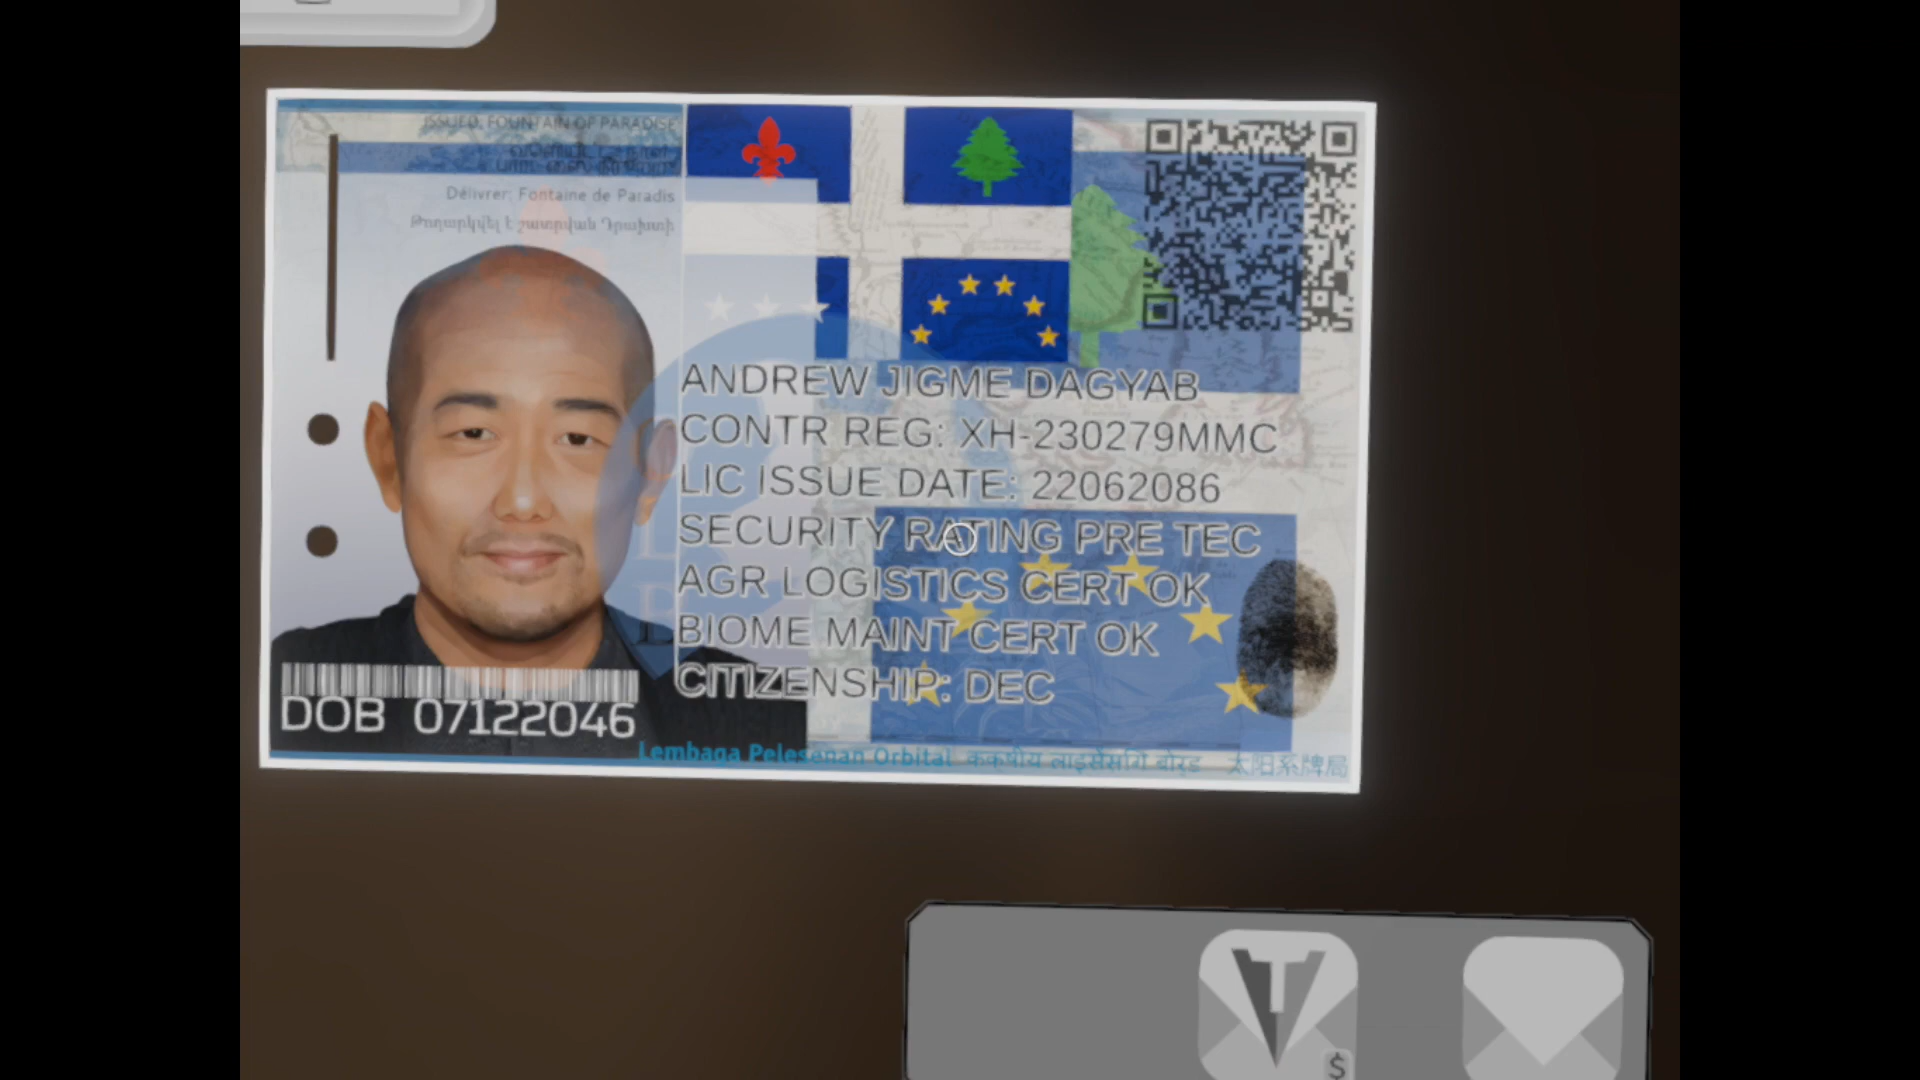 ISSUED: FOUNTAIN OF PARADISE
Délivrer: Fontaine de Paradis
ANDREW JIGME DAGYAB
CONTR REG: XH-230279MMC
LIC ISSUE DATE: 22062086
SECURITY RATING PRE TEC
AGR LOGISTICS CERT OK
BIOME MAINT CERT OK
CITIZENSHIP: DEC
DOB 07122046
Lembaga Pelesenan Orbital 太阳系牌局
T
$